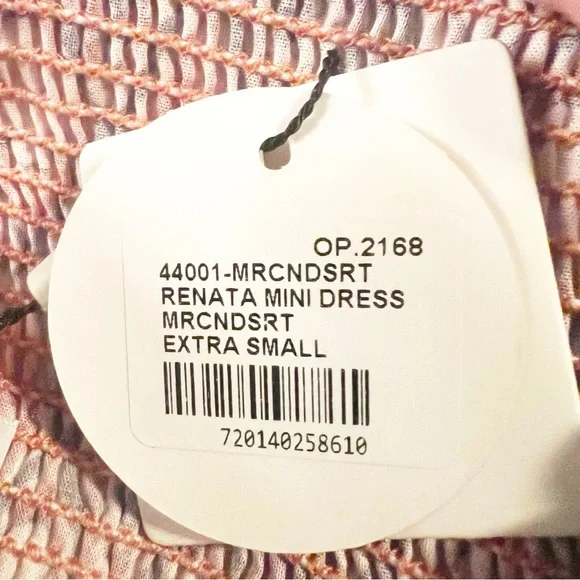 OP.2168
44001-MRCNDSRT
RENATA MINI DRESS
MRCNDSRT
EXTRA SMALL
720140258610